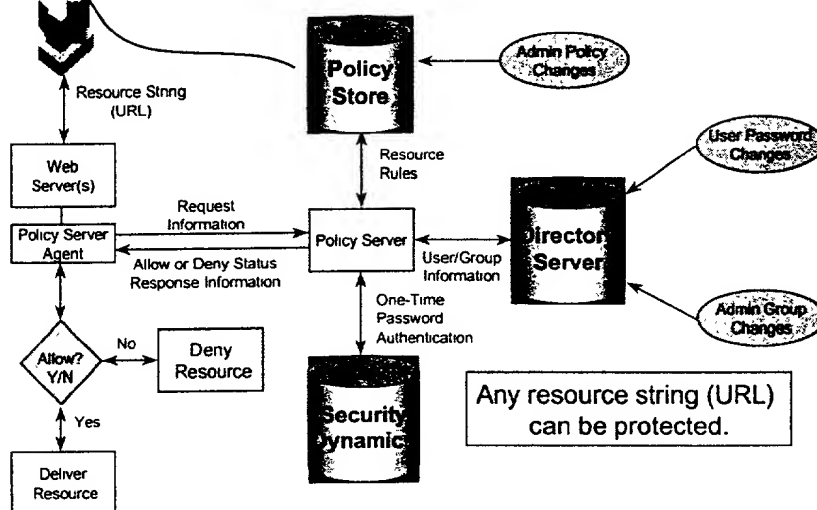 Policy
Store
Admin Policy
Changes
Resource String
(URL)
User Password
Changes
Web
Server(s)
Resource
Rules
Request
Information
Policy Server
Agent
Policy Server
Director
Server
Allow or Deny Status
Response Information
User/Group
Information
One-Time
Password
Authentication
Admin Group
Changes
Allow?
Y/N
No
Deny
Resource
Yes
Security
Dynamic
Any resource string (URL)
can be protected.
Deliver
Resource